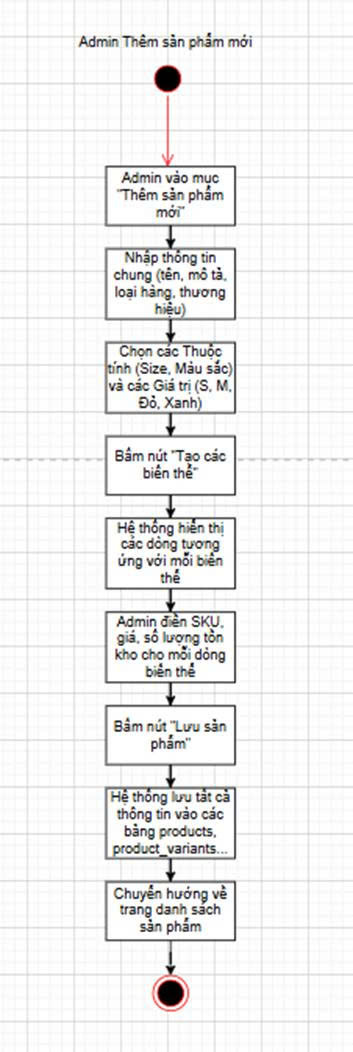 Admin Thêm sản phẩm mới
Admin vào mục
"Thêm sản phẩm
mới"
Nhập thông tin
chung (tên, mô tả,
loại hàng, thương
hiệu)
Chọn các Thuộc
tính (Size, Màu sắc)
và các Giá trị (S, M,
Đỏ, Xanh)
Bấm nút "Tạo các
biến thể"
Hệ thống hiển thị
các dòng tương
ứng với mỗi biến
thể
Admin điền SKU,
giá, số lượng tồn
kho cho mỗi dòng
biến thể
Bấm nút "Lưu sản
phẩm"
Hệ thống lưu tất cả
thông tin vào các
bảng products,
product_variants...
Chuyển hướng về
trang danh sách
sản phẩm